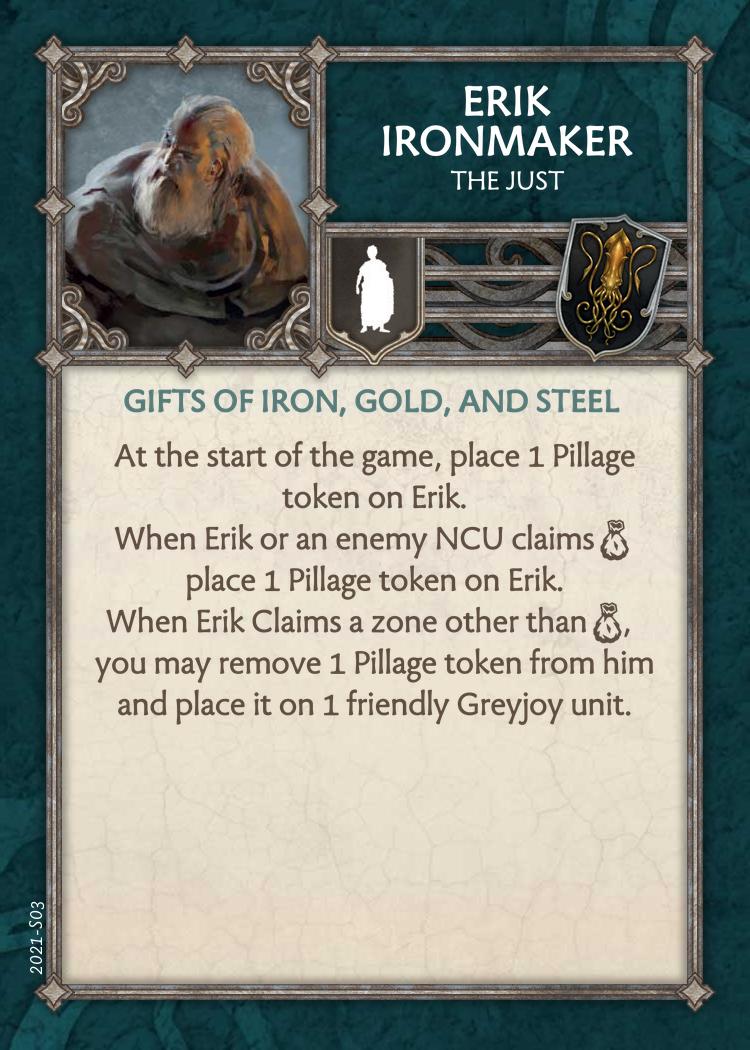 ERIK
IRONMAKER
THE JUST
GIFTS OF IRON, GOLD, AND STEEL
At the start of the game, place 1 Pillage
token on Erik.
When Erik or an enemy NCU claims
place 1 Pillage token on Erik.
When Erik Claims a zone other than ,
you may remove 1 Pillage token from him
and place it on 1 friendly Greyjoy unit.
2021-S03